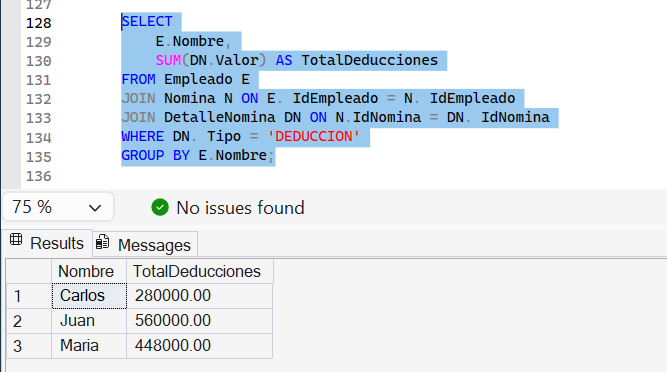 127
128 SELECT
129 E.Nombre,
130 SUM(DN.Valor) AS TotalDeducciones
131 FROM Empleado E
132 JOIN Nomina N ON E. IdEmpleado = N. IdEmpleado
133 JOIN DetalleNomina DN ON N.IdNomina = DN. IdNomina
134 WHERE DN. Tipo = 'DEDUCCION'
135 GROUP BY E.Nombre;
136
75 % No issues found
Results Messages
Nombre TotalDeducciones
1 Carlos 280000.00
2 Juan 560000.00
3 Maria 448000.00